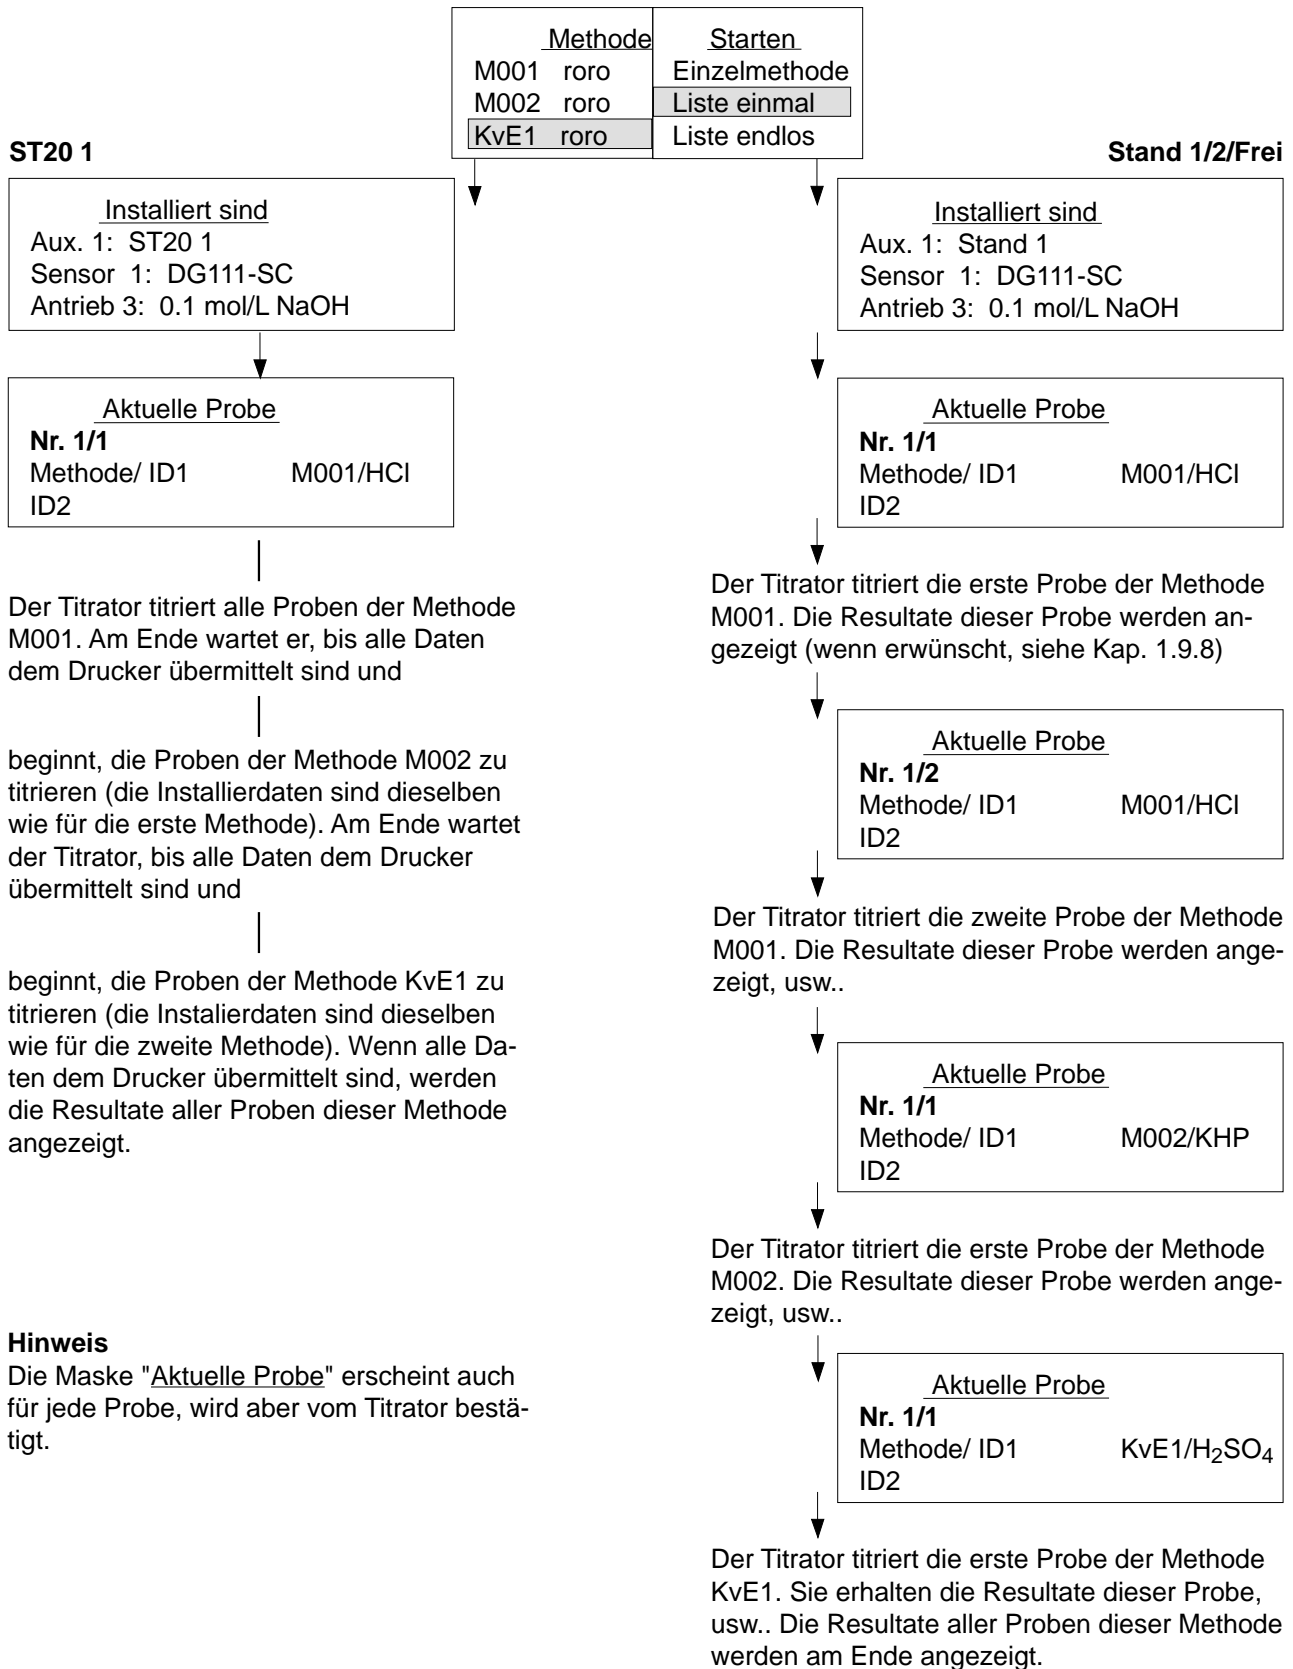 Methode Starten
M001 roro Einzelmethode
M002 roro Liste einmal
KvE1 roro Liste endlos
ST20 1
Installiert sind
Aux. 1: ST20 1
Sensor 1: DG111-SC
Antrieb 3: 0.1 mol/L NaOH
Aktuelle Probe
Nr. 1/1
Methode/ ID1 M001/HCl
ID2
Der Titrator titriert alle Proben der Methode
M001. Am Ende wartet er, bis alle Daten
dem Drucker übermittelt sind und
beginnt, die Proben der Methode M002 zu
titrieren (die Installierdaten sind dieselben
wie für die erste Methode). Am Ende wartet
der Titrator, bis alle Daten dem Drucker
übermittelt sind und
beginnt, die Proben der Methode KvE1 zu
titrieren (die Instalierdaten sind dieselben
wie für die zweite Methode). Wenn alle Da-
ten dem Drucker übermittelt sind, werden
die Resultate aller Proben dieser Methode
angezeigt.
Hinweis
Die Maske "Aktuelle Probe" erscheint auch
für jede Probe, wird aber vom Titrator bestä-
tigt.
Stand 1/2/Frei
Installiert sind
Aux. 1: Stand 1
Sensor 1: DG111-SC
Antrieb 3: 0.1 mol/L NaOH
Aktuelle Probe
Nr. 1/1
Methode/ ID1 M001/HCl
ID2
Der Titrator titriert die erste Probe der Methode
M001. Die Resultate dieser Probe werden an-
gezeigt (wenn erwünscht, siehe Kap. 1.9.8)
Aktuelle Probe
Nr. 1/2
Methode/ ID1 M001/HCl
ID2
Der Titrator titriert die zweite Probe der Methode
M001. Die Resultate dieser Probe werden ange-
zeigt, usw..
Aktuelle Probe
Nr. 1/1
Methode/ ID1 M002/KHP
ID2
Der Titrator titriert die erste Probe der Methode
M002. Die Resultate dieser Probe werden ange-
zeigt, usw..
Aktuelle Probe
Nr. 1/1
Methode/ ID1 KvE1/H₂SO₄
ID2
Der Titrator titriert die erste Probe der Methode
KvE1. Sie erhalten die Resultate dieser Probe,
usw.. Die Resultate aller Proben dieser Methode
werden am Ende angezeigt.